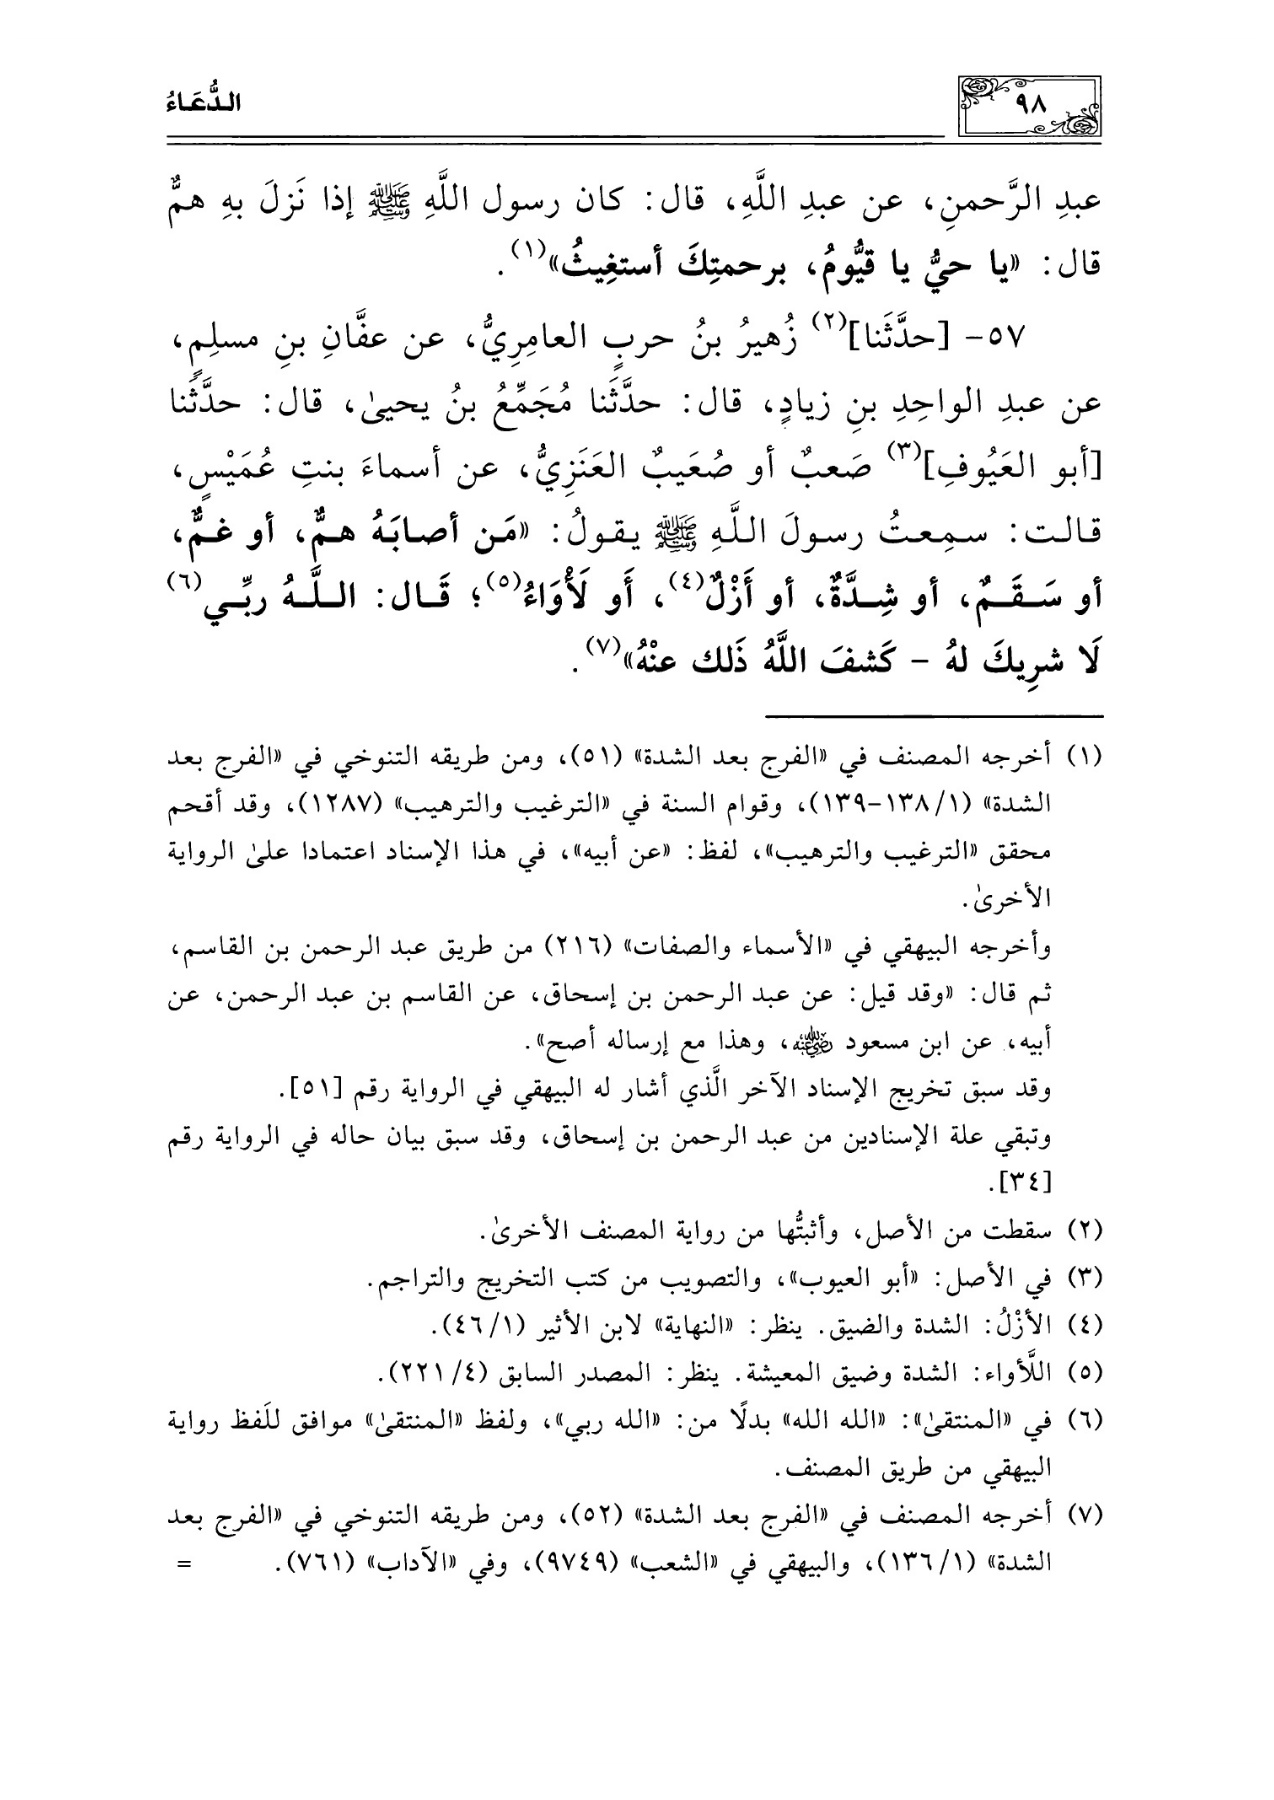 ٩٨
الدُّعَاءُ
عبدِ الرَّحمنِ، عن عبدِ اللَّهِ، قال: كان رسول اللَّهِ ﷺ إذا نَزلَ بهِ همٌّ
قال: «يا حيُّ يا قيُّومُ، برحمتِكَ أستغِيثُ»(١).
٥٧- [حدَّثَنا](٢) زُهيرُ بنُ حربٍ العامِرِيُّ، عن عفَّانِ بنِ مسلِمٍ،
عن عبدِ الواحِدِ بنِ زيادٍ، قال: حدَّثَنا مُجَمِّعُ بنُ يحيىٰ، قال: حدَّثَنا
[أبو العَيُوفِ](٣) صَعبٌ أو صُعَيبٌ العَنَزِيُّ، عن أسماءَ بنتِ عُمَيْسٍ،
قالت: سمِعتُ رسولَ اللَّهِ ﷺ يقولُ: «مَن أصابَهُ همٌّ، أو غمٌّ،
أو سَقَمٌ، أو شِدَّةٌ، أو أَزْلٌ(٤)، أَو لَأْوَاءُ(٥)؛ قَال: اللَّهُ ربِّي(٦)
لَا شرِيكَ لهُ - كَشفَ اللَّهُ ذَلك عنْهُ»(٧).
(١) أخرجه المصنف في «الفرج بعد الشدة» (٥١)، ومن طريقه التنوخي في «الفرج بعد
الشدة» (١/ ١٣٨-١٣٩)، وقوام السنة في «الترغيب والترهيب» (١٢٨٧)، وقد أقحم
محقق «الترغيب والترهيب»، لفظ: «عن أبيه»، في هذا الإسناد اعتمادا علىٰ الرواية
الأخرىٰ.
وأخرجه البيهقي في «الأسماء والصفات» (٢١٦) من طريق عبد الرحمن بن القاسم،
ثم قال: «وقد قيل: عن عبد الرحمن بن إسحاق، عن القاسم بن عبد الرحمن، عن
أبيه، عن ابن مسعود رضي الله عنه، وهذا مع إرساله أصح».
وقد سبق تخريج الإسناد الآخر الَّذي أشار له البيهقي في الرواية رقم [٥١].
وتبقي علة الإسنادين من عبد الرحمن بن إسحاق، وقد سبق بيان حاله في الرواية رقم
[٣٤].
(٢) سقطت من الأصل، وأثبتُّها من رواية المصنف الأخرىٰ.
(٣) في الأصل: «أبو العيوب»، والتصويب من كتب التخريج والتراجم.
(٤) الأزْلُ: الشدة والضيق. ينظر: «النهاية» لابن الأثير (١/ ٤٦).
(٥) اللَّأواء: الشدة وضيق المعيشة. ينظر: المصدر السابق (٤/ ٢٢١).
(٦) في «المنتقىٰ»: «الله الله» بدلًا من: «الله ربي»، ولفظ «المنتقىٰ» موافق للَفظ رواية
البيهقي من طريق المصنف.
(٧) أخرجه المصنف في «الفرج بعد الشدة» (٥٢)، ومن طريقه التنوخي في «الفرج بعد
الشدة» (١/ ١٣٦)، والبيهقي في «الشعب» (٩٧٤٩)، وفي «الآداب» (٧٦١). =